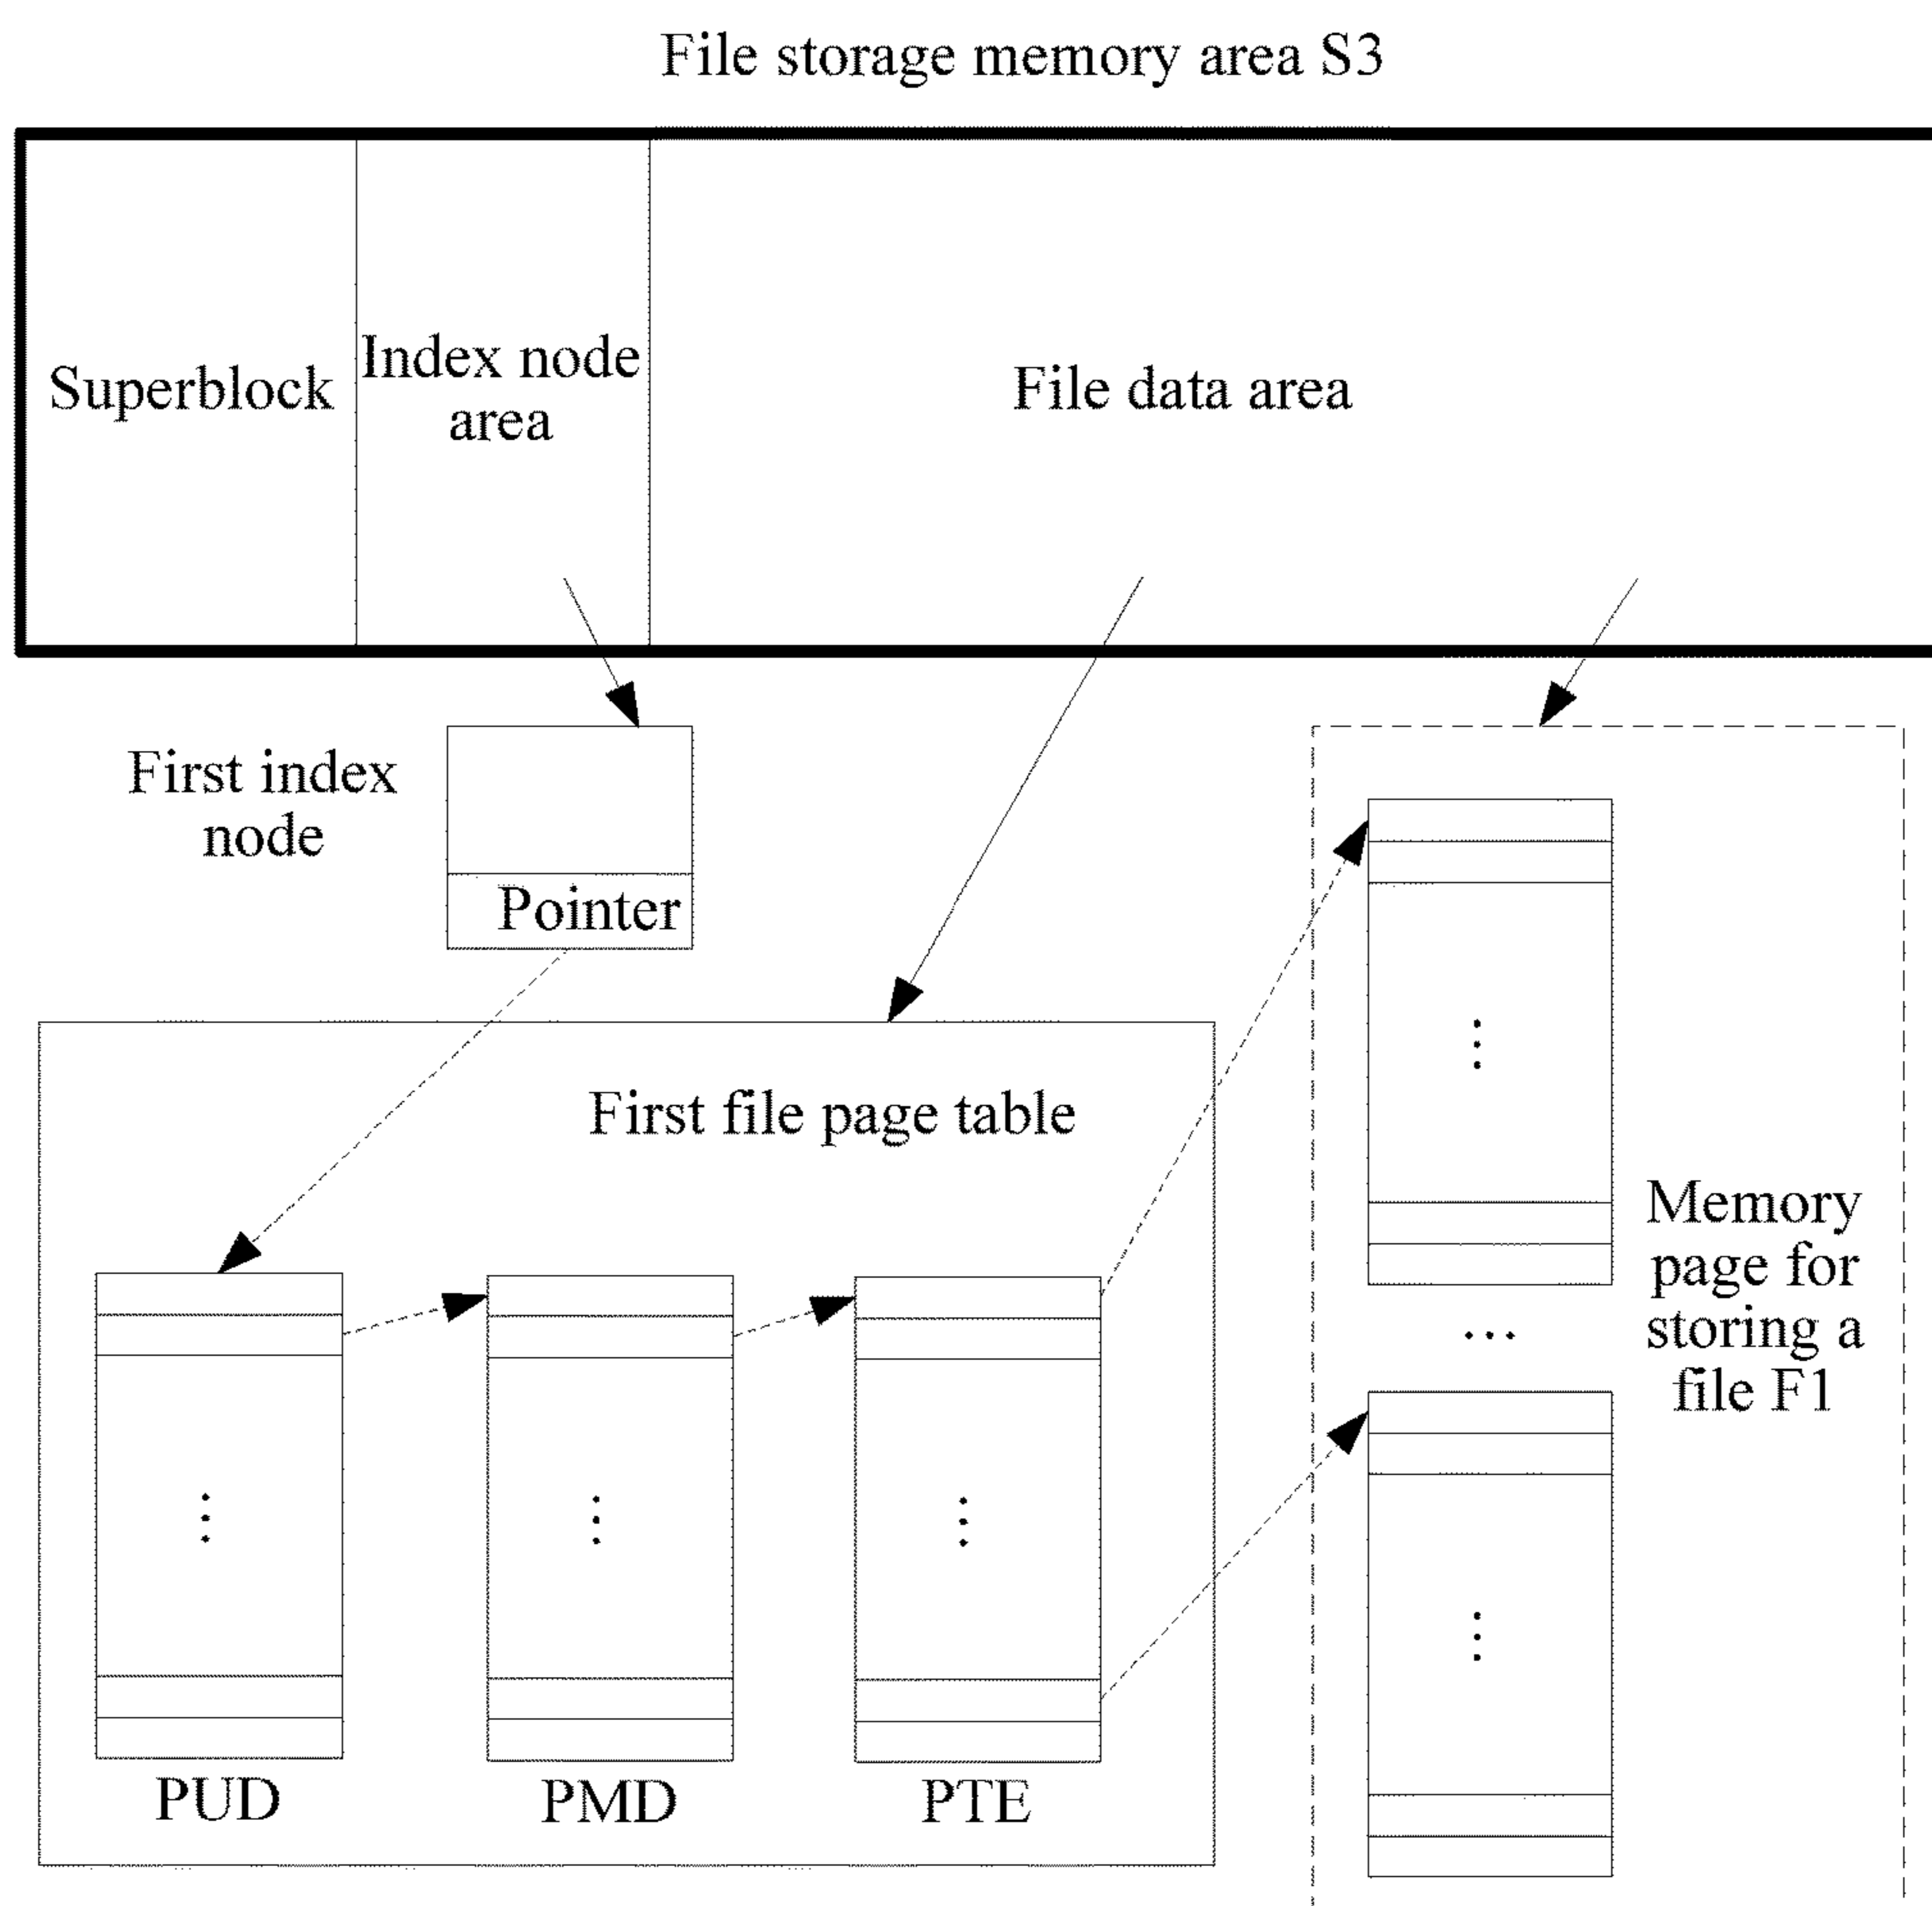 File storage memory area S3
Superblock
Index node
area
File data area
First index
node
Pointer
First file page table
Memory
page for
storing a
file F1
PUD
PMD
PTE